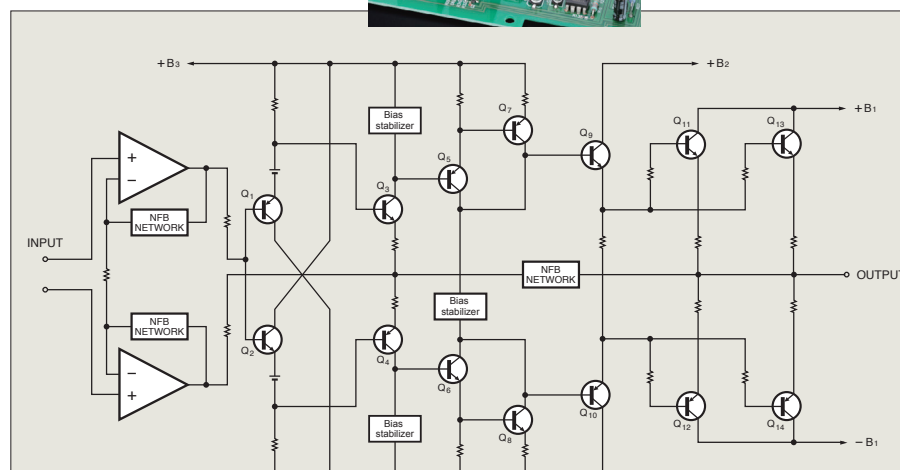 +B3
+B2
+B1
Bias
stabilizer
Q7
Q9
Q11
Q13
+
−
Q5
Q1
Q3
NFB
NETWORK
INPUT
NFB
NETWORK
OUTPUT
Bias
stabilizer
NFB
NETWORK
Q2
Q4
−
+
Q6
Q10
Q12
Q14
Bias
stabilizer
Q8
−B1